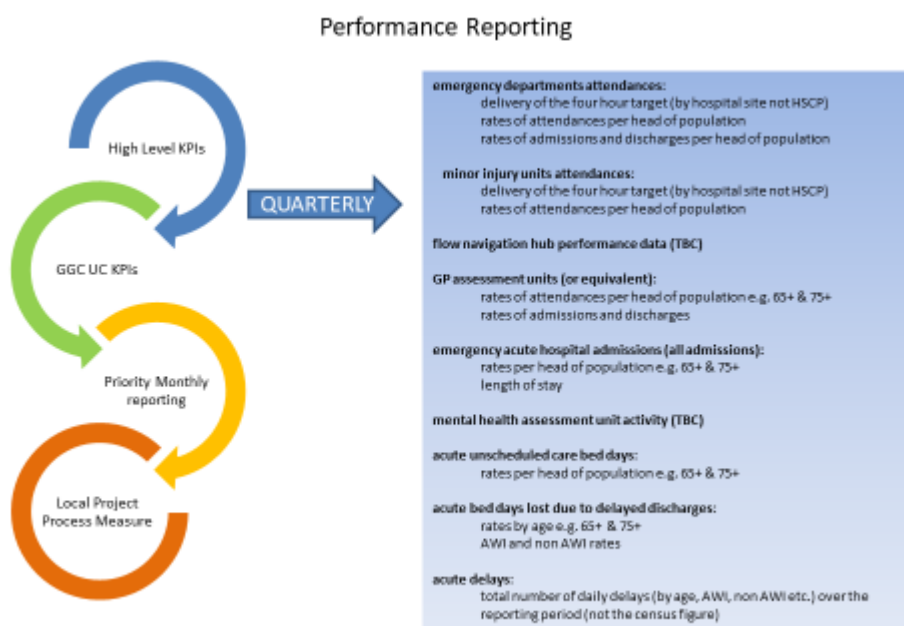 Performance Reporting
High Level KPIs
GGC UC KPIs
Priority Monthly
reporting
Local Project
Process Measure
QUARTERLY
emergency departments attendances:
delivery of the four hour target (by hospital site not HSCP)
rates of attendances per head of population
rates of admissions and discharges per head of population
minor injury units attendances:
delivery of the four hour target (by hospital site not HSCP)
rates of attendances per head of population
flow navigation hub performance data (TBC)
GP assessment units (or equivalent):
rates of attendances per head of population e.g. 65+ & 75+
rates of admissions and discharges
emergency acute hospital admissions (all admissions):
rates per head of population e.g. 65+ & 75+
length of stay
mental health assessment unit activity (TBC)
acute unscheduled care bed days:
rates per head of population e.g. 65+ & 75+
acute bed days lost due to delayed discharges:
rates by age e.g. 65+ & 75+
AWI and non AWI rates
acute delays:
total number of daily delays (by age, AWI, non AWI etc.) over the
reporting period (not the census figure)